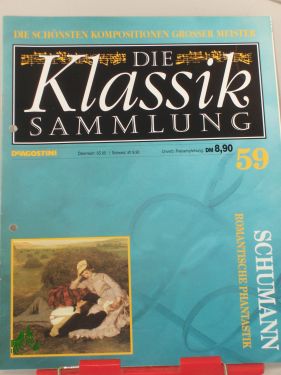 DIE SCHÖNSTEN KOMPOSITIONEN GROSSER MEISTER
DIE
Klassik
SAMMLUNG
DEAGOSTINI
DM 8,90
59
SCHUMANN
ROMANTISCHE PHANTASTIK